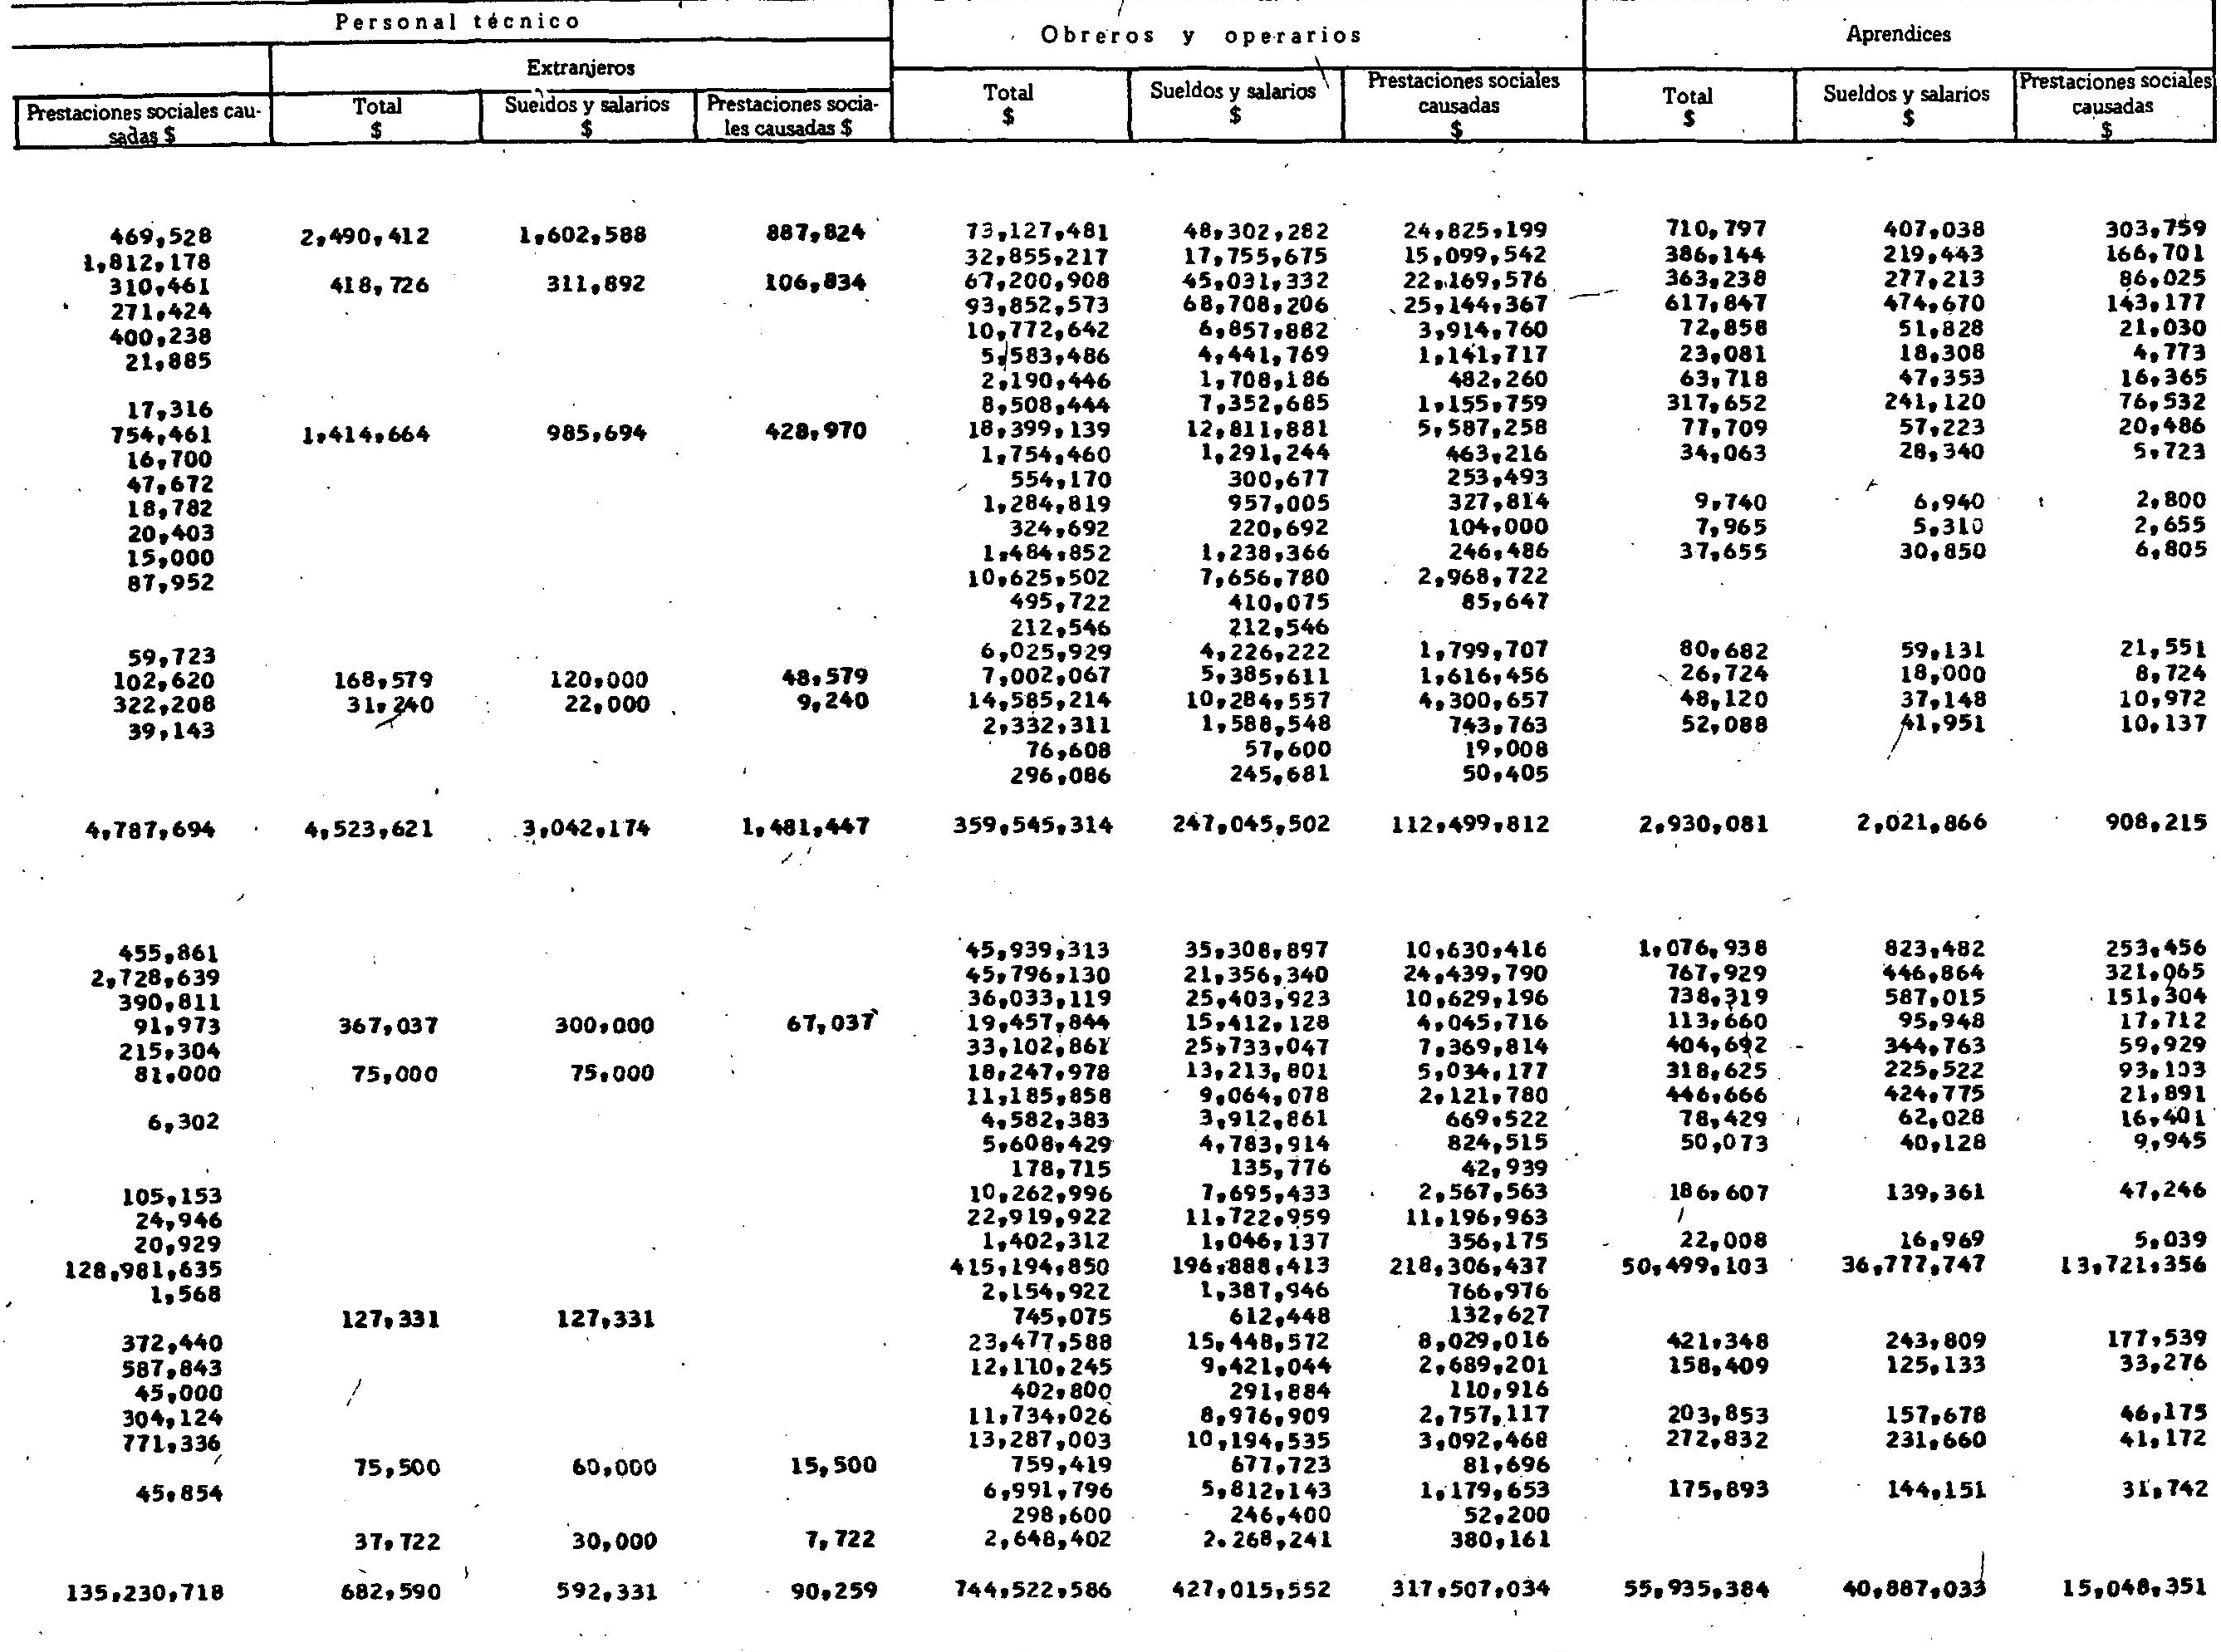 Personal técnico
Obreros y operarios
Aprendices
Extranjeros
Prestaciones sociales cau-
sadas $
Total
$
Sueldos y salarios
$
Prestaciones socia-
les causadas $
Total
$
Sueldos y salarios
$
Prestaciones sociales
causadas
$
Total
$
Sueldos y salarios
$
Prestaciones sociales
causadas
$
469,528 2,490,412 1,602,588 887,824 73,127,481 48,302,282 24,825,199 710,797 407,038 303,759
1,812,178 32,855,217 17,755,675 15,099,542 386,144 219,443 166,701
310,461 418,726 311,892 106,834 67,200,908 45,031,332 22,169,576 363,238 277,213 86,025
271,424 93,852,573 68,708,206 25,144,367 617,847 474,670 143,177
400,238 10,772,642 6,857,882 3,914,760 72,858 51,828 21,030
21,885 5,583,486 4,441,769 1,141,717 23,081 18,308 4,773
2,190,446 1,708,186 482,260 63,718 47,353 16,365
17,316 8,508,444 7,352,685 1,155,759 317,652 241,120 76,532
754,461 1,414,664 985,694 428,970 18,399,139 12,811,881 5,587,258 77,709 57,223 20,486
16,700 1,754,460 1,291,244 463,216 34,063 28,340 5,723
47,672 554,170 300,677 253,493
18,782 1,284,819 957,005 327,814 9,740 6,940 2,800
20,403 324,692 220,692 104,000 7,965 5,310 2,655
15,000 1,484,852 1,238,366 246,486 37,655 30,850 6,805
87,952 10,625,502 7,656,780 2,968,722
495,722 410,075 85,647
212,546 212,546
59,723 6,025,929 4,226,222 1,799,707 80,682 59,131 21,551
102,620 168,579 120,000 48,579 7,002,067 5,385,611 1,616,456 26,724 18,000 8,724
322,208 31,240 22,000 9,240 14,585,214 10,284,557 4,300,657 48,120 37,148 10,972
39,143 2,332,311 1,588,548 743,763 52,088 41,951 10,137
76,608 57,600 19,008
296,086 245,681 50,405
4,787,694 4,523,621 3,042,174 1,481,447 359,545,314 247,045,502 112,499,812 2,930,081 2,021,866 908,215
455,861 45,939,313 35,308,897 10,630,416 1,076,938 823,482 253,456
2,728,639 45,796,130 21,356,340 24,439,790 767,929 446,864 321,065
390,811 36,033,119 25,403,923 10,629,196 738,319 587,015 151,304
91,973 367,037 300,000 67,037 19,457,844 15,412,128 4,045,716 113,660 95,948 17,712
215,304 33,102,861 25,733,047 7,369,814 404,692 344,763 59,929
81,000 75,000 75,000 18,247,978 13,213,801 5,034,177 318,625 225,522 93,103
11,185,858 9,064,078 2,121,780 446,666 424,775 21,891
6,302 4,582,383 3,912,861 669,522 78,429 62,028 16,401
5,608,429 4,783,914 824,515 50,073 40,128 9,945
178,715 135,776 42,939
105,153 10,262,996 7,695,433 2,567,563 186,607 139,361 47,246
24,946 22,919,922 11,722,959 11,196,963
20,929 1,402,312 1,046,137 356,175 22,008 16,969 5,039
128,981,635 415,194,850 196,888,413 218,306,437 50,499,103 36,777,747 13,721,356
1,568 2,154,922 1,387,946 766,976
127,331 127,331 745,075 612,448 132,627
372,440 23,477,588 15,448,572 8,029,016 421,348 243,809 177,539
587,843 12,110,245 9,421,044 2,689,201 158,409 125,133 33,276
45,000 402,800 291,884 110,916
304,124 11,734,026 8,976,909 2,757,117 203,853 157,678 46,175
771,336 13,287,003 10,194,535 3,092,468 272,832 231,660 41,172
75,500 60,000 15,500 759,419 677,723 81,696
45,854 6,991,796 5,812,143 1,179,653 175,893 144,151 31,742
298,600 246,400 52,200
37,722 30,000 7,722 2,648,402 2.268,241 380,161
135,230,718 682,590 592,331 90,259 744,522,586 427,015,552 317,507,034 55,935,384 40,887,033 15,048,351